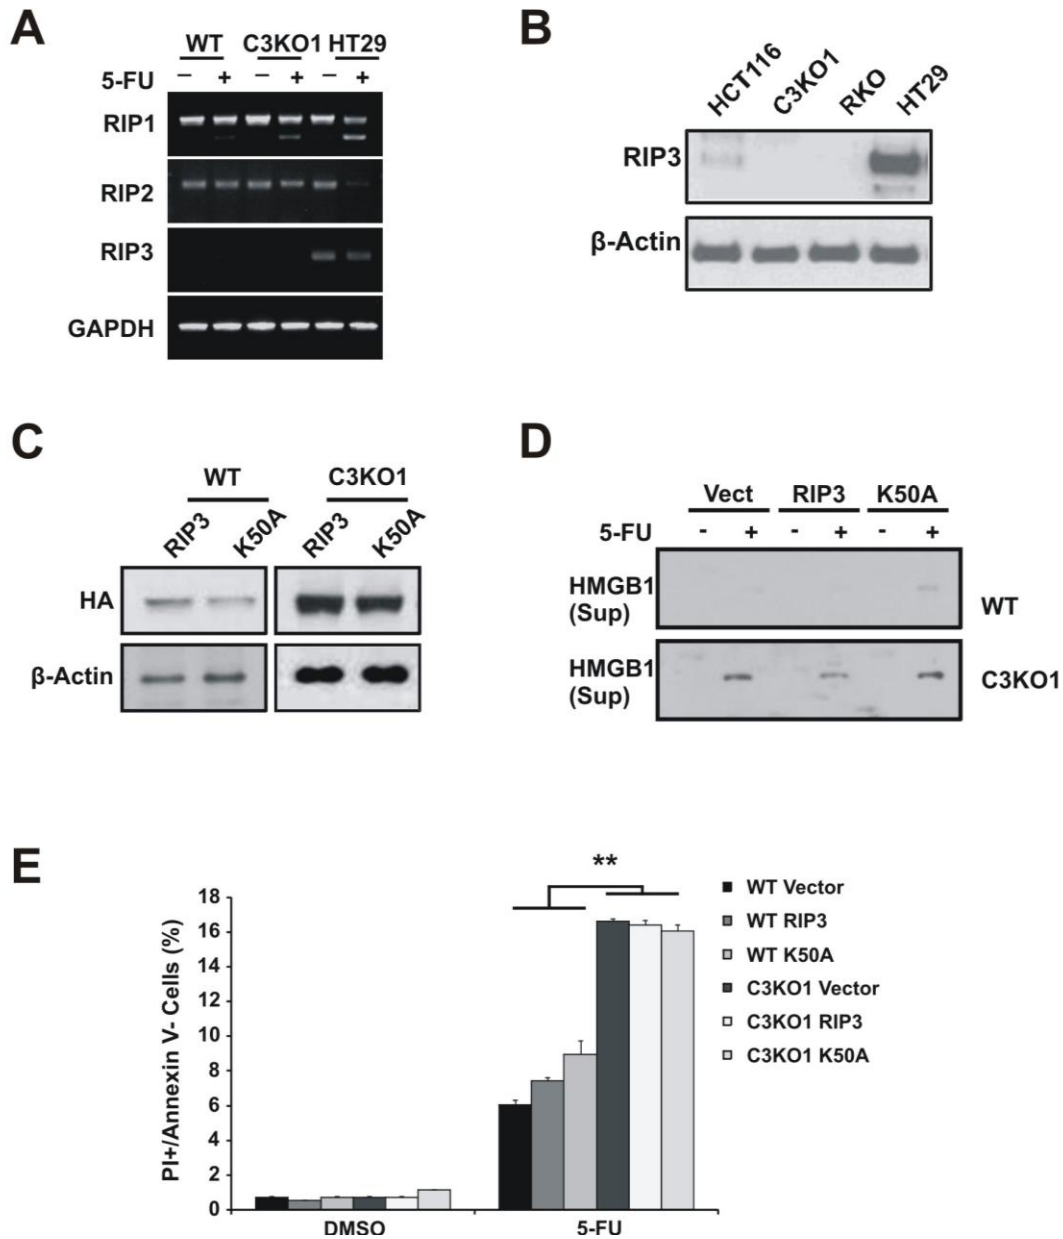 A
WT C3KO1 HT29
5-FU – + – + – +
RIP1
RIP2
RIP3
GAPDH
B
HCT116 C3KO1 RKO HT29
RIP3
β-Actin
C
WT C3KO1
RIP3 K50A RIP3 K50A
HA
β-Actin
D
Vect RIP3 K50A
5-FU - + - + - +
HMGB1
(Sup)
WT
HMGB1
(Sup)
C3KO1
E
**
PI+/Annexin V- Cells (%)
18
16
14
12
10
8
6
4
2
0
DMSO 5-FU
WT Vector
WT RIP3
WT K50A
C3KO1 Vector
C3KO1 RIP3
C3KO1 K50A